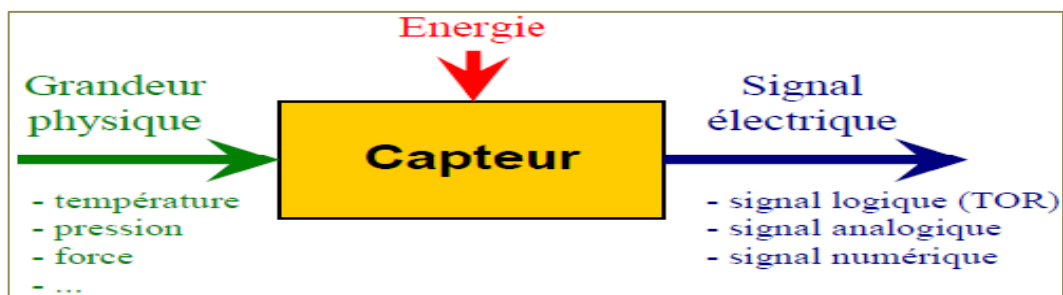 Energie
Grandeur
physique
- température
- pression
- force
- ...
Capteur
Signal
électrique
- signal logique (TOR)
- signal analogique
- signal numérique